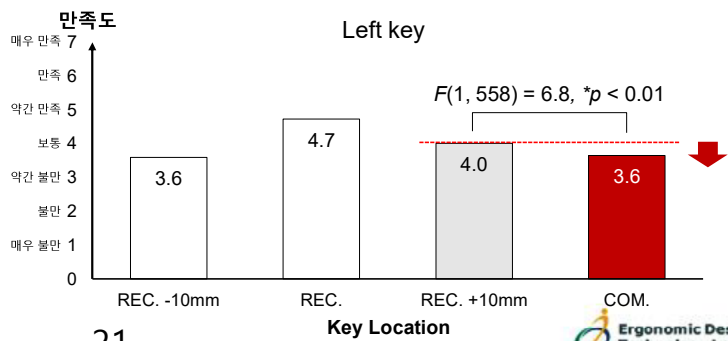 만족도
Left key
매우 만족 7
만족 6
약간 만족 5
보통 4
약간 불만 3
불만 2
매우 불만 1
0
F(1, 558) = 6.8, *p < 0.01
3.6
4.7
4.0
3.6
REC. -10mm
REC.
REC. +10mm
COM.
Key Location
Ergonomic Des